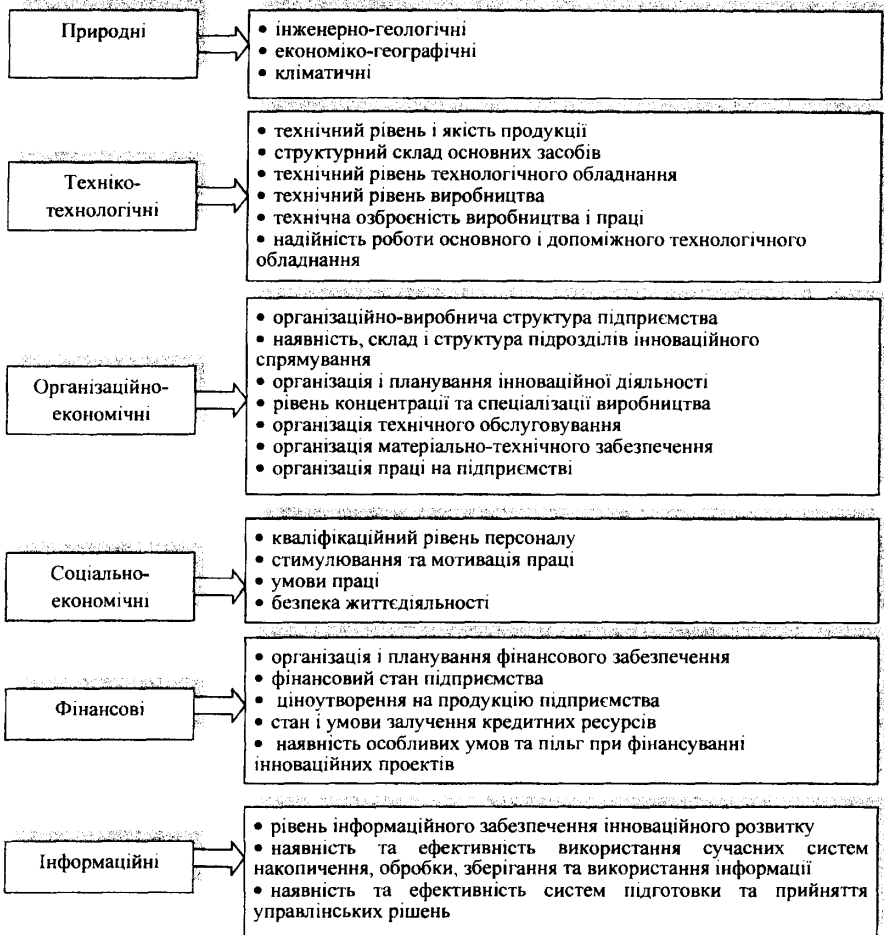 Природні
• інженерно-геологічні
• економіко-географічні
• кліматичні
Техніко-
технологічні
• технічний рівень і якість продукції
• структурний склад основних засобів
• технічний рівень технологічного обладнання
• технічний рівень виробництва
• технічна озброєність виробництва і праці
• надійність роботи основного і допоміжного технологічного
обладнання
Організаційно-
економічні
• організаційно-виробнича структура підприємства
• наявність, склад і структура підрозділів інноваційного
спрямування
• організація і планування інноваційної діяльності
• рівень концентрації та спеціалізації виробництва
• організація технічного обслуговування
• організація матеріально-технічного забезпечення
• організація праці на підприємстві
Соціально-
економічні
• кваліфікаційний рівень персоналу
• стимулювання та мотивація праці
• умови праці
• безпека життєдіяльності
Фінансові
• організація і планування фінансового забезпечення
• фінансовий стан підприємства
• ціноутворення на продукцію підприємства
• стан і умови залучення кредитних ресурсів
• наявність особливих умов та пільг при фінансуванні
інноваційних проектів
Інформаційні
• рівень інформаційного забезпечення інноваційного розвитку
• наявність та ефективність використання сучасних систем
накопичення, обробки, зберігання та використання інформації
• наявність та ефективність систем підготовки та прийняття
управлінських рішень